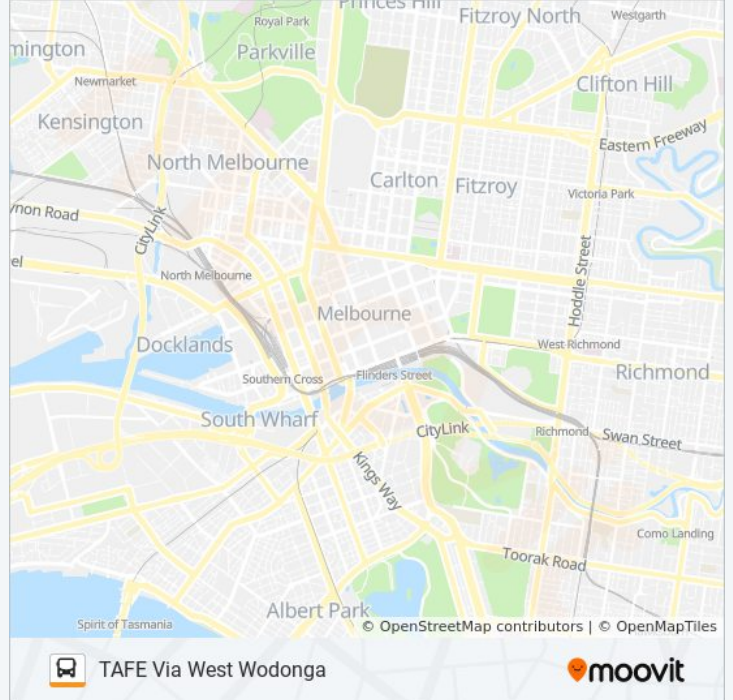 Princes Hill
Fitzroy North
Westgarth
Royal Park
mington
Parkville
Newmarket
Clifton Hill
Kensington
Eastern Freeway
North Melbourne
Carlton
Fitzroy
Victoria Park
ynon Road
CityLink
Hoddle Street
el
North Melbourne
Melbourne
Docklands
West Richmond
Richmond
Southern Cross
Flinders Street
South Wharf
CityLink
Richmond
Swan Street
Kings Way
Como Landing
Toorak Road
Albert Park
Spirit of Tasmania
© OpenStreetMap contributors | © OpenMapTiles
TAFE Via West Wodonga
moovit